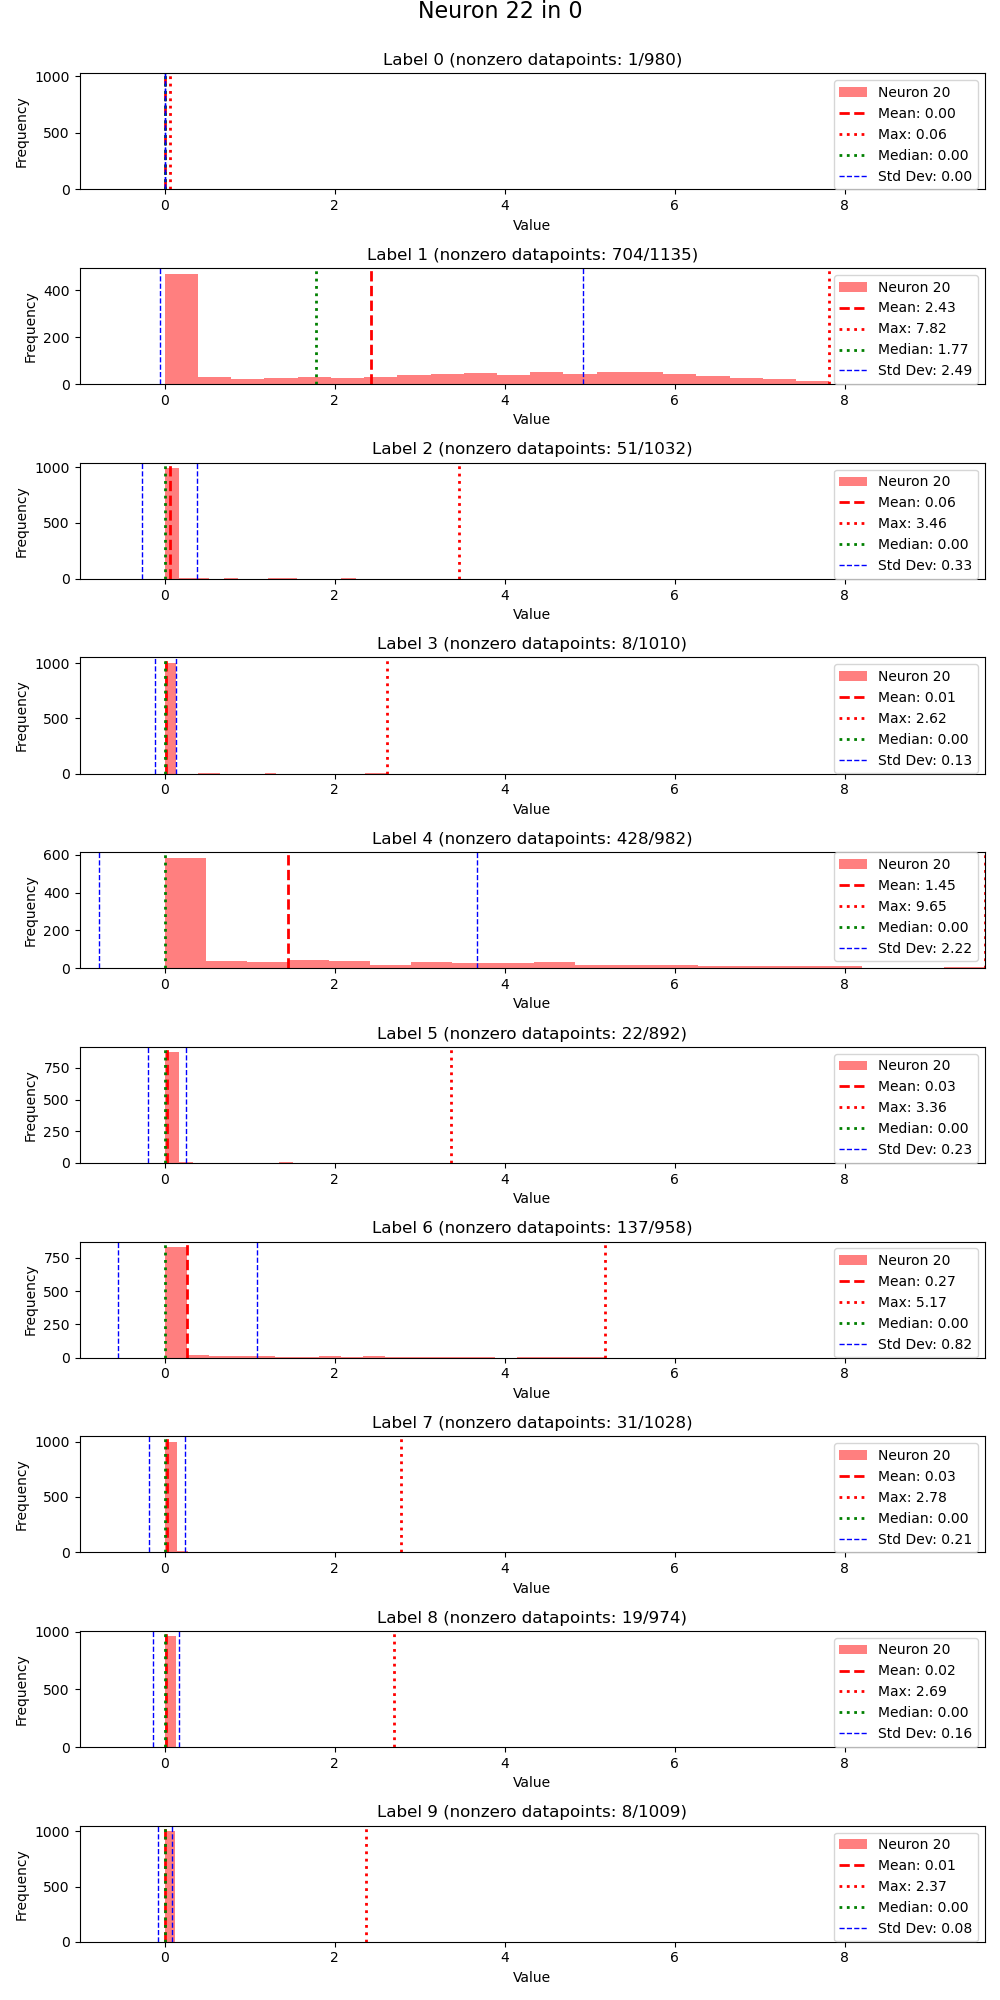 Neuron 22 in 0
Label 0 (nonzero datapoints: 1/980)
Frequency
1000
500
0
Neuron 20
Mean: 0.00
Max: 0.06
Median: 0.00
Std Dev: 0.00
0 2 4 6 8
Value
Label 1 (nonzero datapoints: 704/1135)
Frequency
400
200
0
Neuron 20
Mean: 2.43
Max: 7.82
Median: 1.77
Std Dev: 2.49
0 2 4 6 8
Value
Label 2 (nonzero datapoints: 51/1032)
Frequency
1000
500
0
Neuron 20
Mean: 0.06
Max: 3.46
Median: 0.00
Std Dev: 0.33
0 2 4 6 8
Value
Label 3 (nonzero datapoints: 8/1010)
Frequency
1000
500
0
Neuron 20
Mean: 0.01
Max: 2.62
Median: 0.00
Std Dev: 0.13
0 2 4 6 8
Value
Label 4 (nonzero datapoints: 428/982)
Frequency
600
400
200
0
Neuron 20
Mean: 1.45
Max: 9.65
Median: 0.00
Std Dev: 2.22
0 2 4 6 8
Value
Label 5 (nonzero datapoints: 22/892)
Frequency
750
500
250
0
Neuron 20
Mean: 0.03
Max: 3.36
Median: 0.00
Std Dev: 0.23
0 2 4 6 8
Value
Label 6 (nonzero datapoints: 137/958)
Frequency
750
500
250
0
Neuron 20
Mean: 0.27
Max: 5.17
Median: 0.00
Std Dev: 0.82
0 2 4 6 8
Value
Label 7 (nonzero datapoints: 31/1028)
Frequency
1000
500
0
Neuron 20
Mean: 0.03
Max: 2.78
Median: 0.00
Std Dev: 0.21
0 2 4 6 8
Value
Label 8 (nonzero datapoints: 19/974)
Frequency
1000
500
0
Neuron 20
Mean: 0.02
Max: 2.69
Median: 0.00
Std Dev: 0.16
0 2 4 6 8
Value
Label 9 (nonzero datapoints: 8/1009)
Frequency
1000
500
0
Neuron 20
Mean: 0.01
Max: 2.37
Median: 0.00
Std Dev: 0.08
0 2 4 6 8
Value